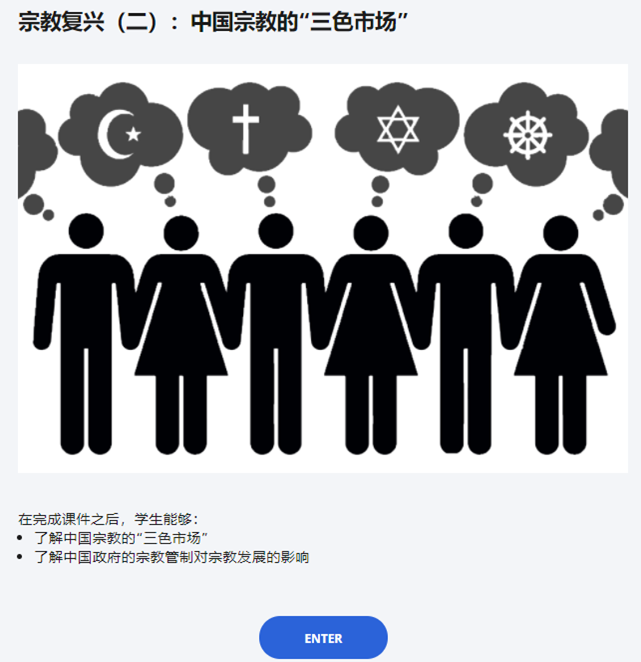 宗教复兴（二）：中国宗教的“三色市场”
在完成课件之后，学生能够：
了解中国宗教的“三色市场”
了解中国政府的宗教管制对宗教发展的影响
ENTER